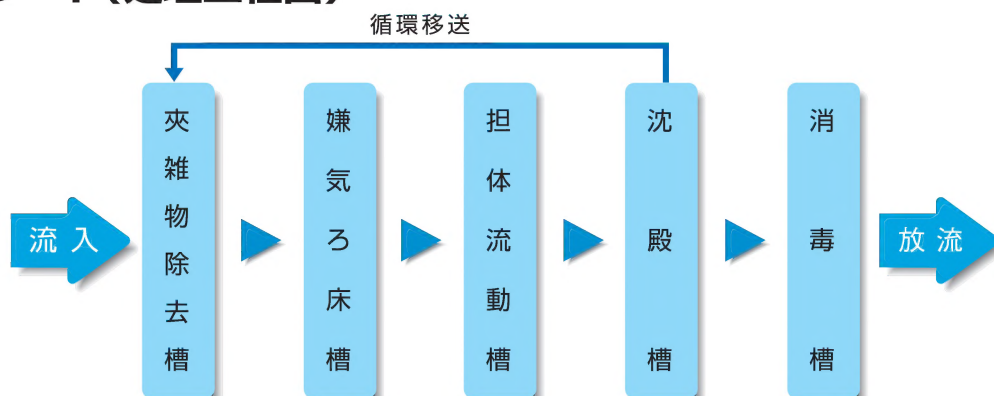 循環移送
流入
夾雑物除去槽
嫌気ろ床槽
担体流動槽
沈殿槽
消毒槽
放流